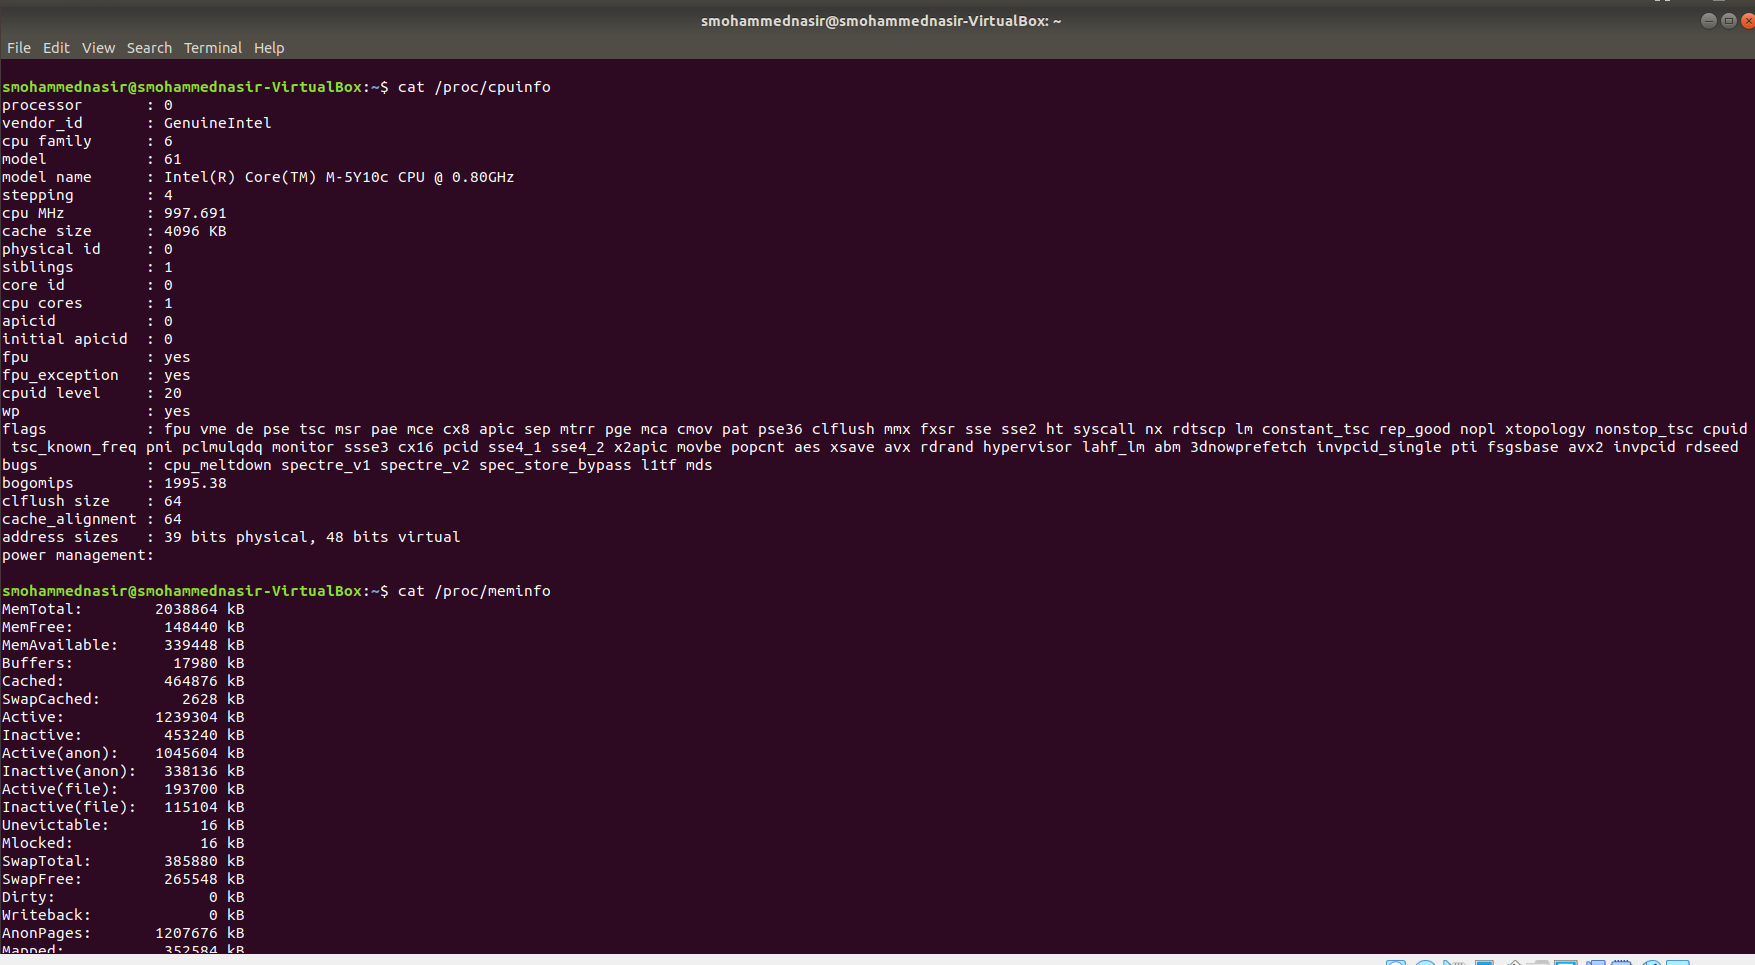 smohammednasir@smohammednasir-VirtualBox: ~
File Edit View Search Terminal Help
smohammednasir@smohammednasir-VirtualBox:~$ cat /proc/cpuinfo
processor : 0
vendor_id : GenuineIntel
cpu family : 6
model : 61
model name : Intel(R) Core(TM) M-5Y10c CPU @ 0.80GHz
stepping : 4
cpu MHz : 997.691
cache size : 4096 KB
physical id : 0
siblings : 1
core id : 0
cpu cores : 1
apicid : 0
initial apicid : 0
fpu : yes
fpu_exception : yes
cpuid level : 20
wp : yes
flags : fpu vme de pse tsc msr pae mce cx8 apic sep mtrr pge mca cmov pat pse36 clflush mmx fxsr sse sse2 ht syscall nx rdtscp lm constant_tsc rep_good nopl xtopology nonstop_tsc cpuid
tsc_known_freq pni pclmulqdq monitor ssse3 cx16 pcid sse4_1 sse4_2 x2apic movbe popcnt aes xsave avx rdrand hypervisor lahf_lm abm 3dnowprefetch invpcid_single pti fsgsbase avx2 invpcid rdseed
bugs : cpu_meltdown spectre_v1 spectre_v2 spec_store_bypass l1tf mds
bogomips : 1995.38
clflush size : 64
cache_alignment : 64
address sizes : 39 bits physical, 48 bits virtual
power management:
smohammednasir@smohammednasir-VirtualBox:~$ cat /proc/meminfo
MemTotal: 2038864 kB
MemFree: 148440 kB
MemAvailable: 339448 kB
Buffers: 17980 kB
Cached: 464876 kB
SwapCached: 2628 kB
Active: 1239304 kB
Inactive: 453240 kB
Active(anon): 1045604 kB
Inactive(anon): 338136 kB
Active(file): 193700 kB
Inactive(file): 115104 kB
Unevictable: 16 kB
Mlocked: 16 kB
SwapTotal: 385880 kB
SwapFree: 265548 kB
Dirty: 0 kB
Writeback: 0 kB
AnonPages: 1207676 kB
Mapped: 352584 kB